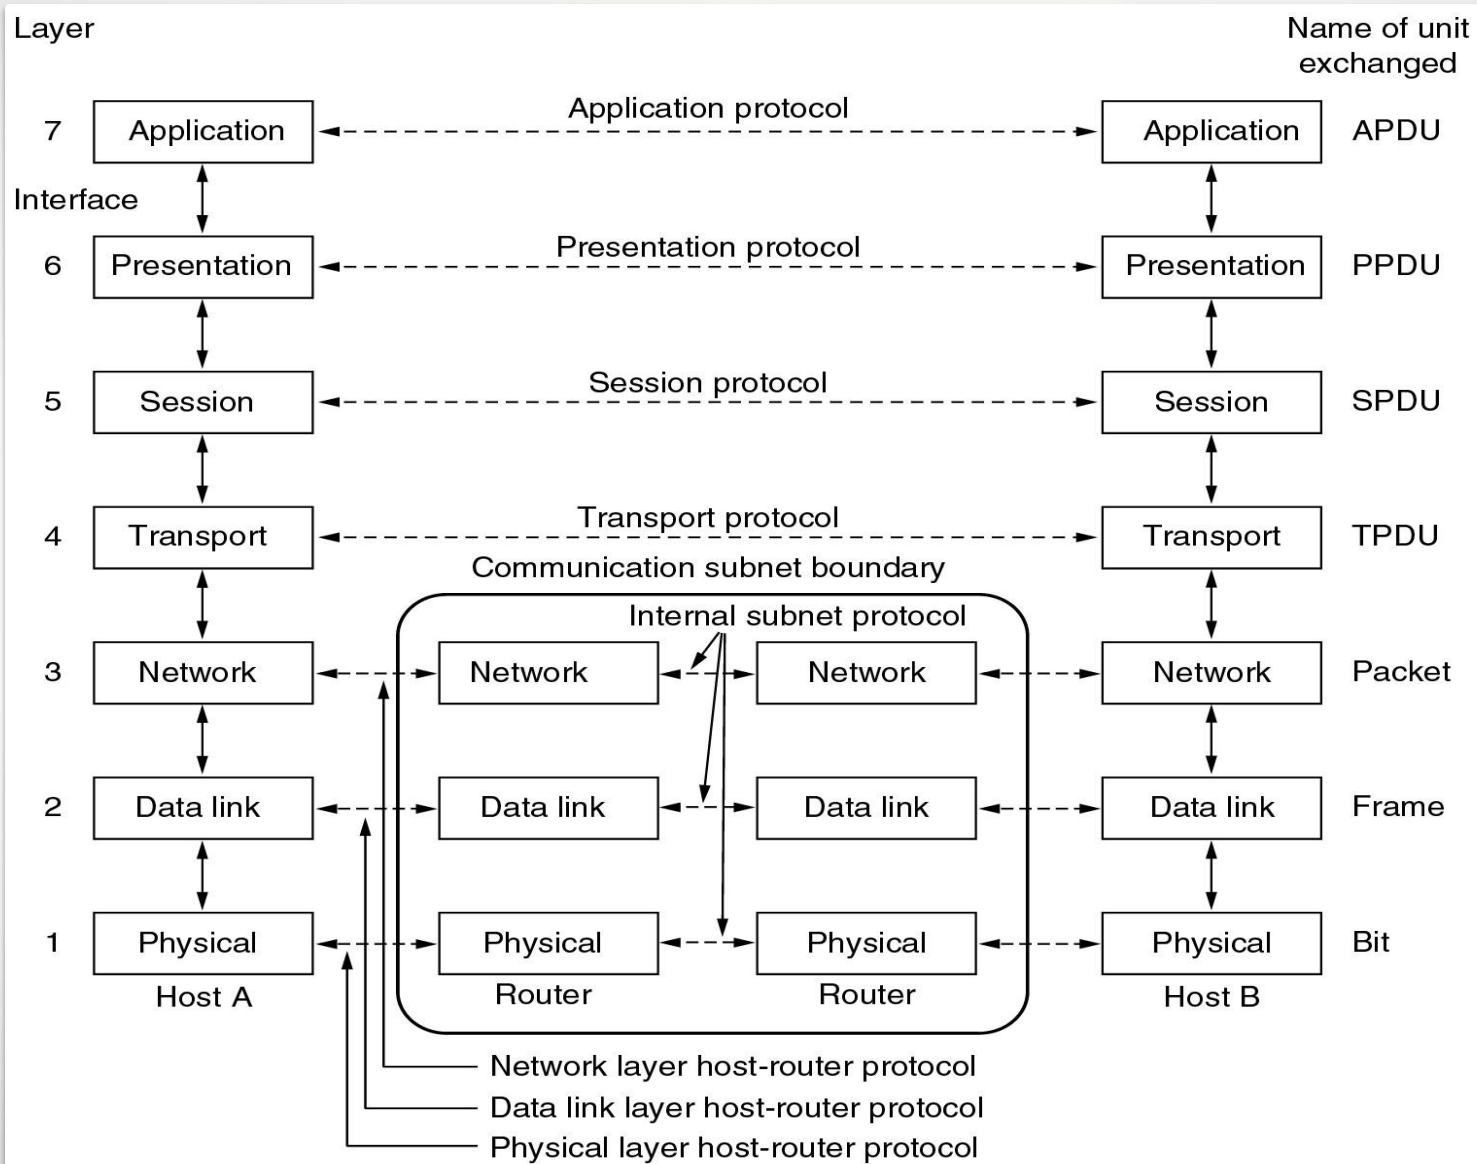 Layer
Name of unit
exchanged
Application protocol
7 Application Application APDU
Interface
Presentation protocol
6 Presentation Presentation PPDU
Session protocol
5 Session Session SPDU
Transport protocol
4 Transport Transport TPDU
Communication subnet boundary
Internal subnet protocol
3 Network Network Network Network Packet
2 Data link Data link Data link Data link Frame
1 Physical Physical Physical Physical Bit
Host A Router Router Host B
Network layer host-router protocol
Data link layer host-router protocol
Physical layer host-router protocol